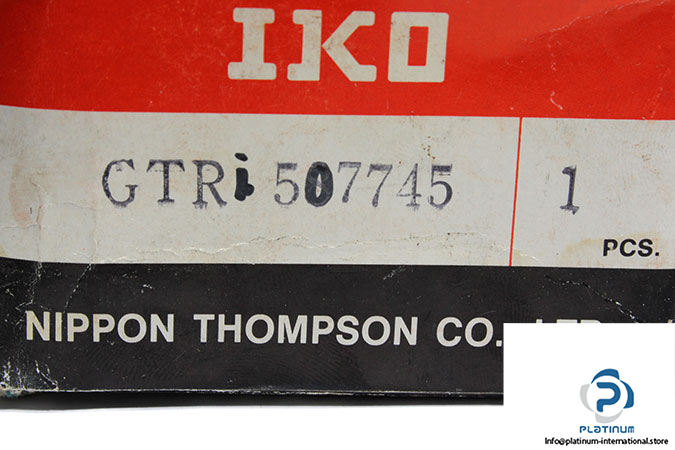 IKO
GTRi 507745
1
PCS.
NIPPON THOMPSON CO.
PLATINUM
Info@platinum-international.store